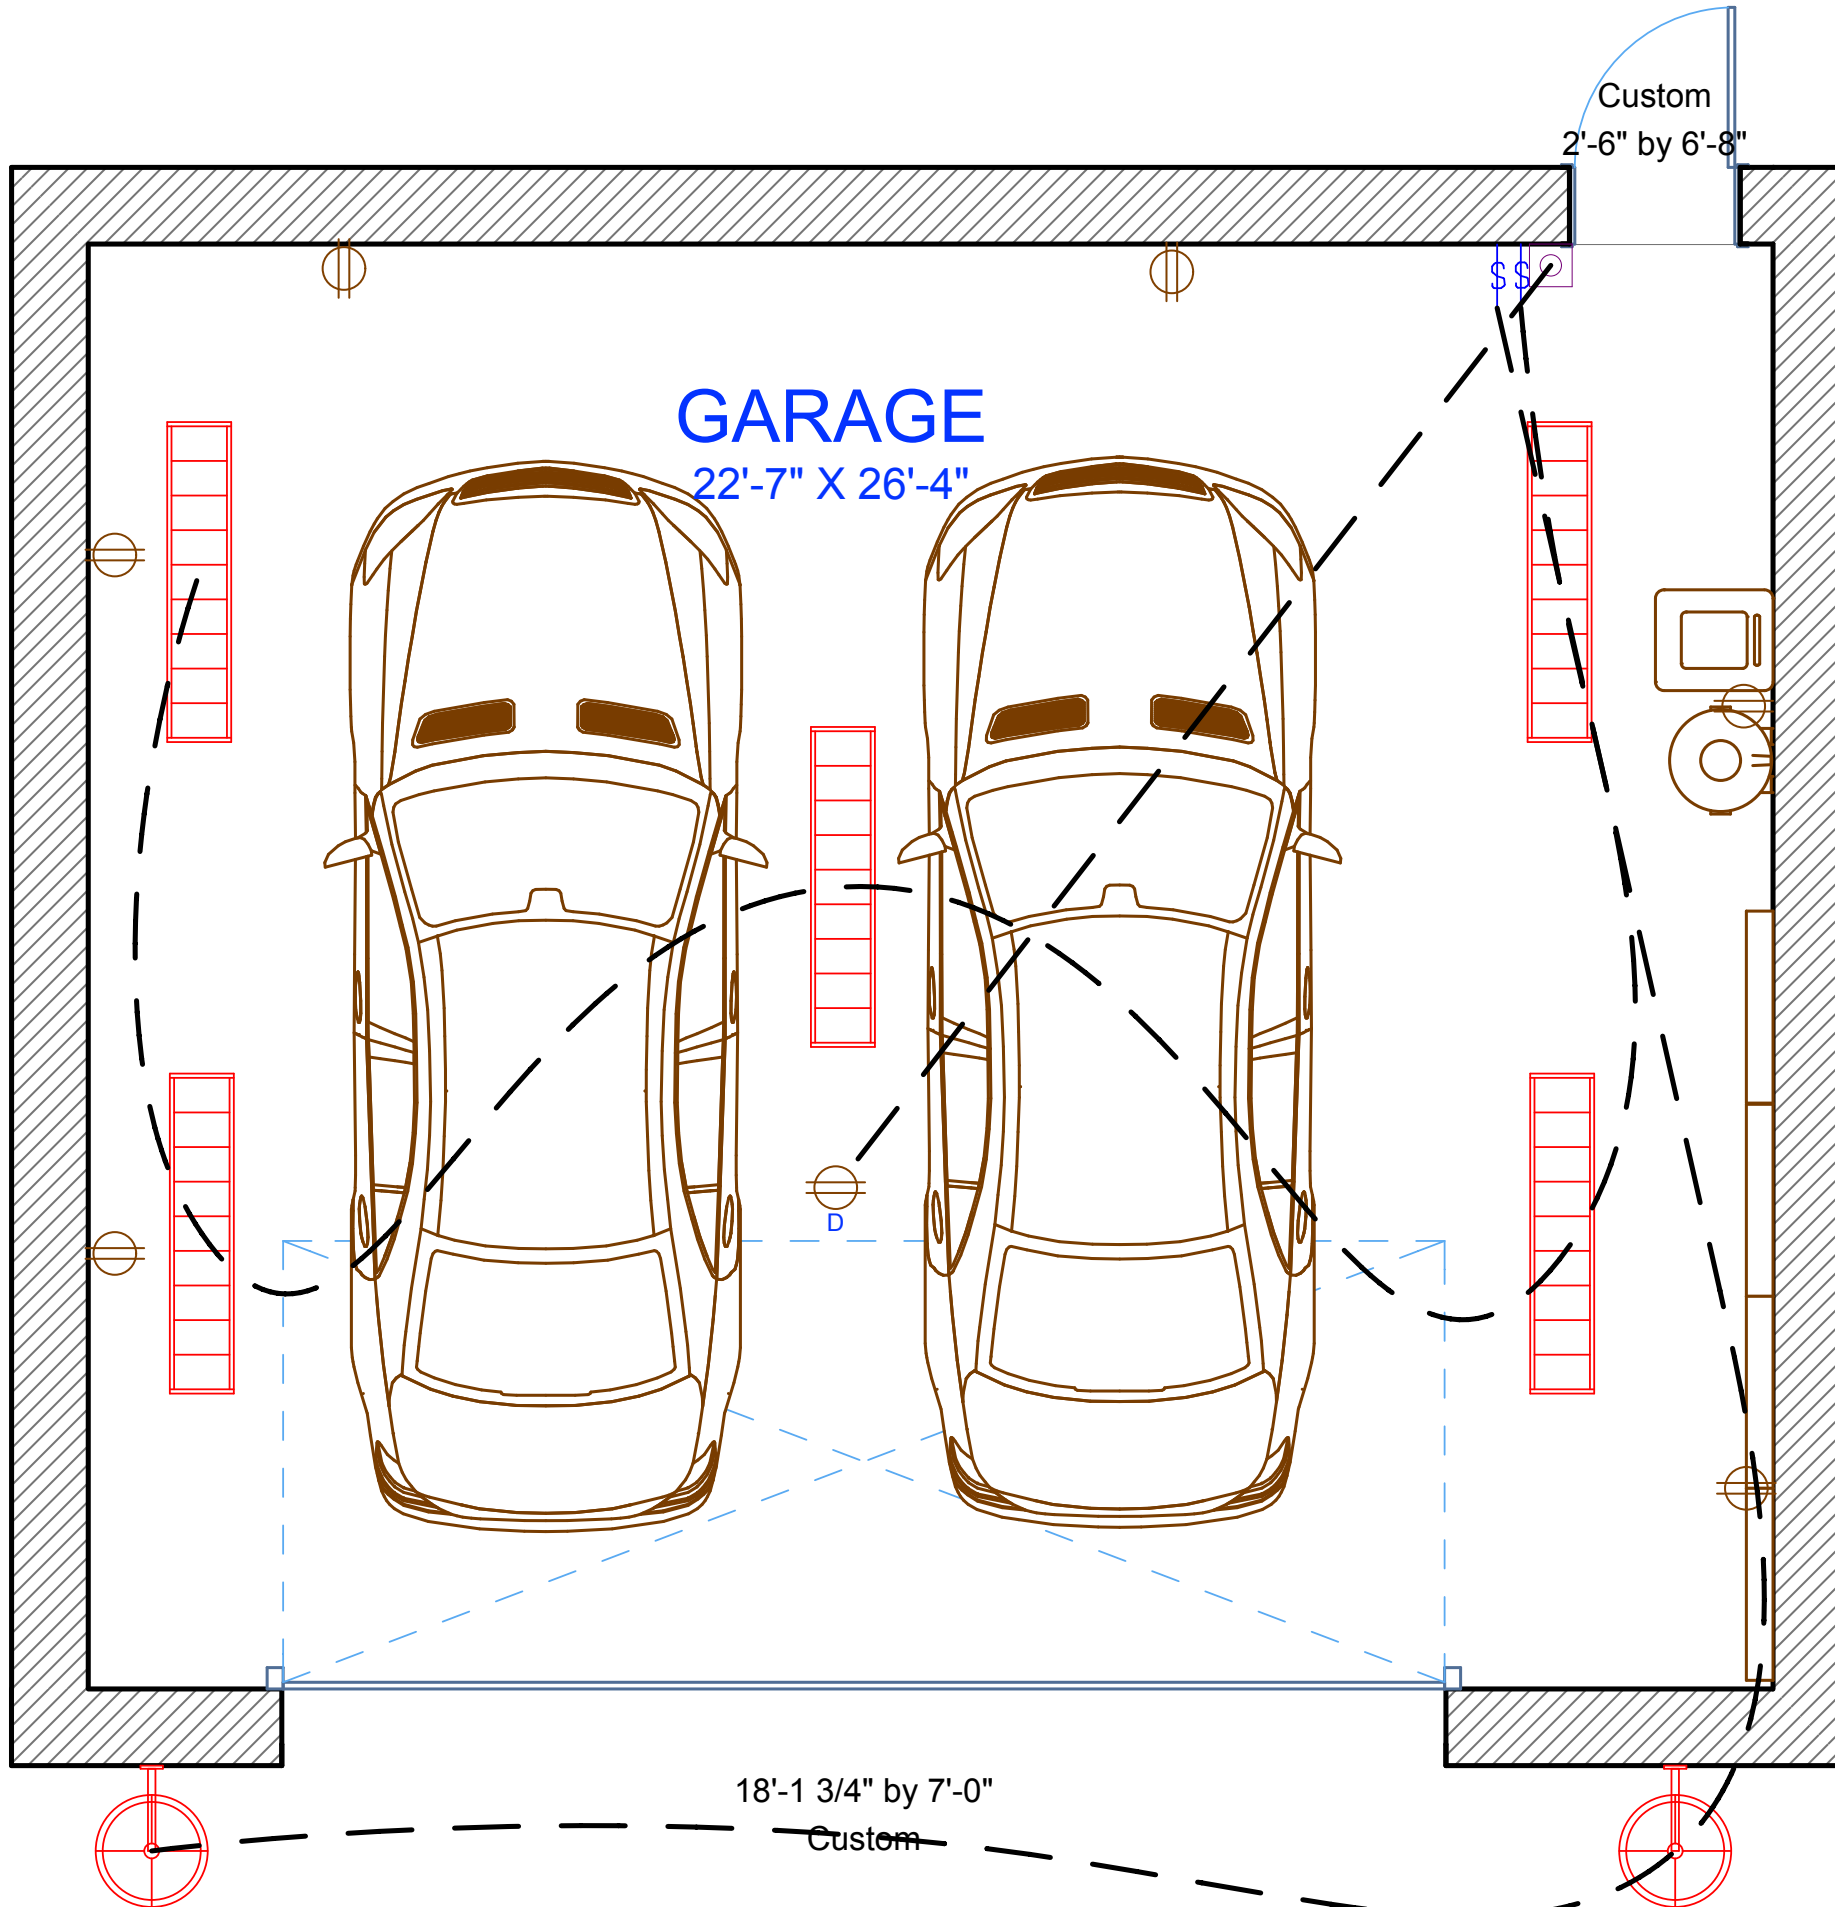 Custom
2'-6" by 6'-8"
$ $
GARAGE
22'-7" X 26'-4"
D
18'-1 3/4" by 7'-0"
Custom